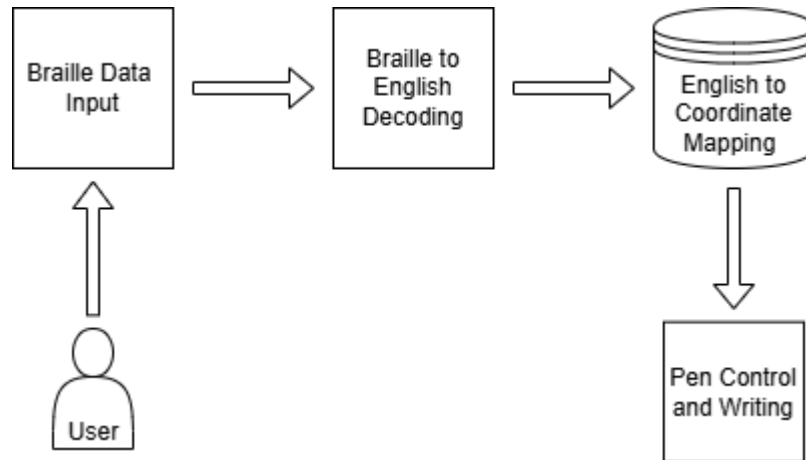 Braille Data
Input
Braille to
English
Decoding
English to
Coordinate
Mapping
User
Pen Control
and Writing